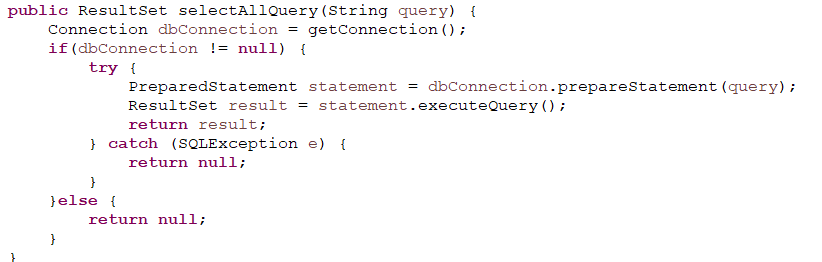 public ResultSet selectAllQuery(String query) {
    Connection dbConnection = getConnection();
    if(dbConnection != null) {
        try {
            PreparedStatement statement = dbConnection.prepareStatement(query);
            ResultSet result = statement.executeQuery();
            return result;
        } catch (SQLException e) {
            return null;
        }
    }else {
        return null;
    }
}